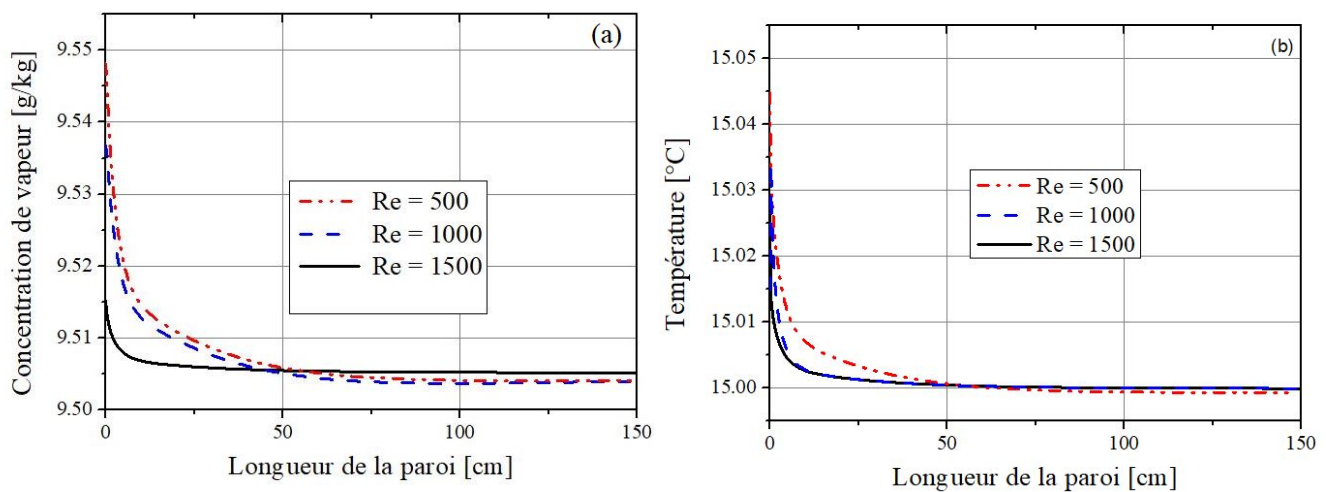 (a)
Concentration de vapeur [g/kg]
9.55
9.54
9.53
9.52
9.51
9.50
Re = 500
Re = 1000
Re = 1500
0
50
100
150
Longueur de la paroi [cm]
(b)
Température [°C]
15.05
15.04
15.03
15.02
15.01
15.00
Re = 500
Re = 1000
Re = 1500
0
50
100
150
Longueur de la paroi [cm]